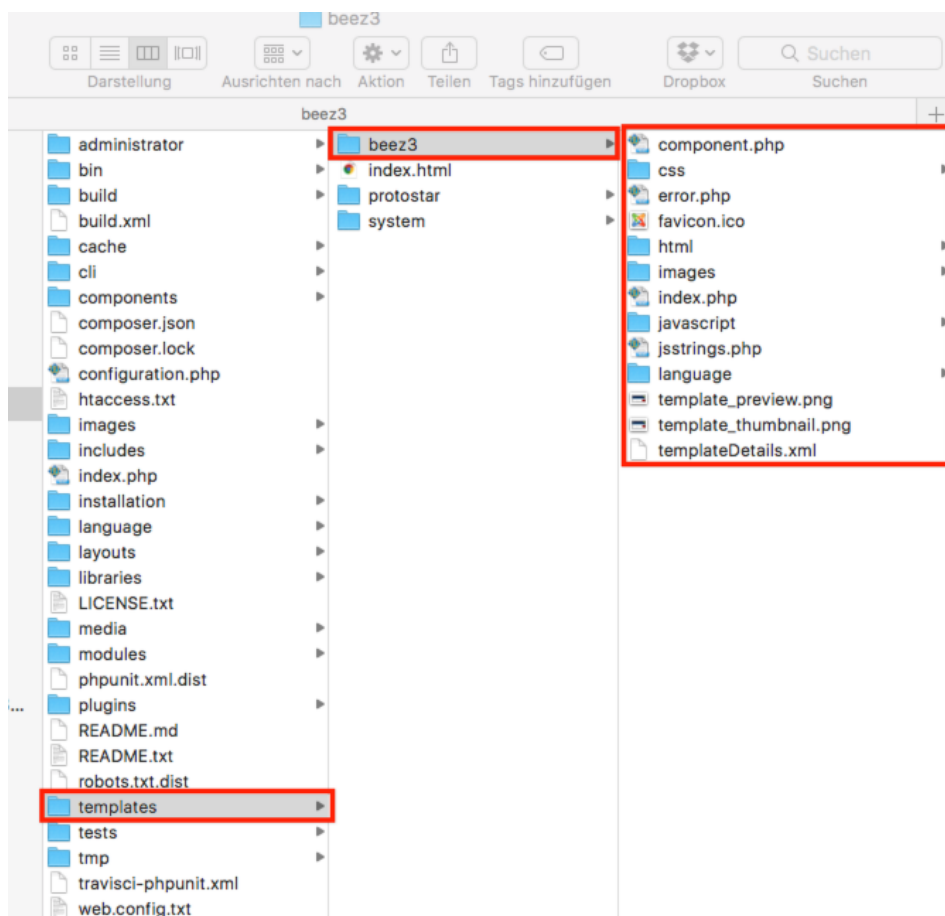 beez3
Darstellung
Ausrichten nach
Aktion
Teilen
Tags hinzufügen
Dropbox
Suchen
Suchen
beez3
administrator
bin
build
build.xml
cache
cli
components
composer.json
composer.lock
configuration.php
htaccess.txt
images
includes
index.php
installation
language
layouts
libraries
LICENSE.txt
media
modules
phpunit.xml.dist
plugins
README.md
README.txt
robots.txt.dist
templates
tests
tmp
travisci-phpunit.xml
web.config.txt
beez3
index.html
protostar
system
component.php
css
error.php
favicon.ico
html
images
index.php
javascript
jsstrings.php
language
template_preview.png
template_thumbnail.png
templateDetails.xml